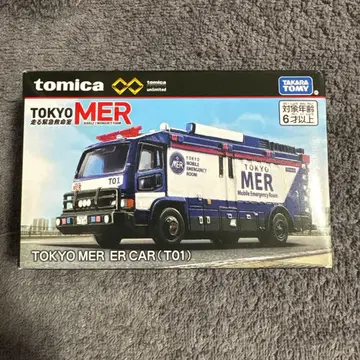 tomica
tomica
unlimited
TAKARA
TOMY
対象年齢
6才以上
TOKYO MER
走る緊急救命室
T01
TOKYO
MOBILE
EMERGENCY
ROOM
TOKYO
MER
Mobile Emergency Room
TOKYO MER ER CAR(T01)